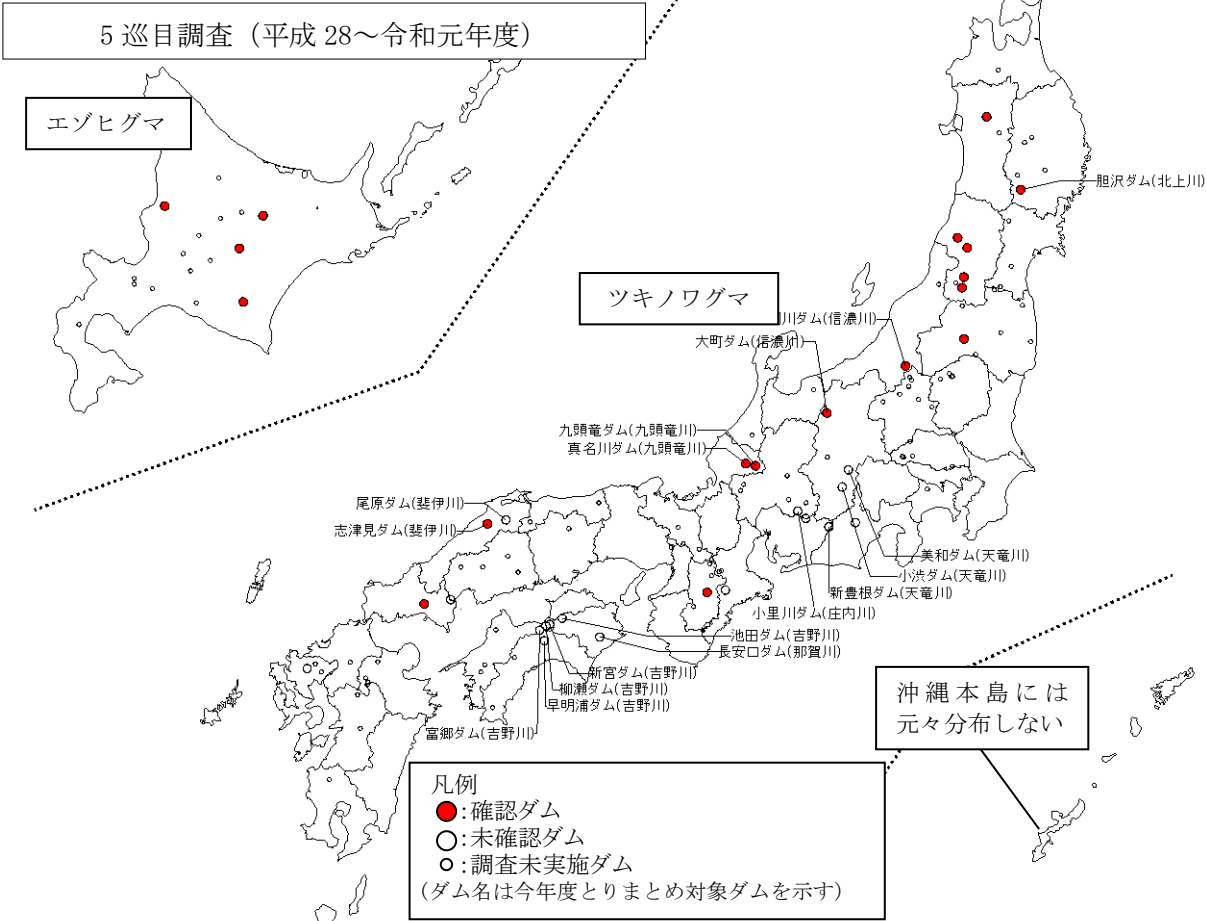 5巡目調査（平成28～令和元年度）
エゾヒグマ
胆沢ダム(北上川)
ツキノワグマ
川ダム(信濃川)
大町ダム(信濃川)
九頭竜ダム(九頭竜川)
真名川ダム(九頭竜川)
尾原ダム(斐伊川)
志津見ダム(斐伊川)
美和ダム(天竜川)
小渋ダム(天竜川)
新豊根ダム(天竜川)
小里川ダム(庄内川)
池田ダム(吉野川)
長安口ダム(那賀川)
新宮ダム(吉野川)
柳瀬ダム(吉野川)
早明浦ダム(吉野川)
富郷ダム(吉野川)
沖縄本島には
元々分布しない
凡例
:確認ダム
:未確認ダム
:調査未実施ダム
(ダム名は今年度とりまとめ対象ダムを示す)